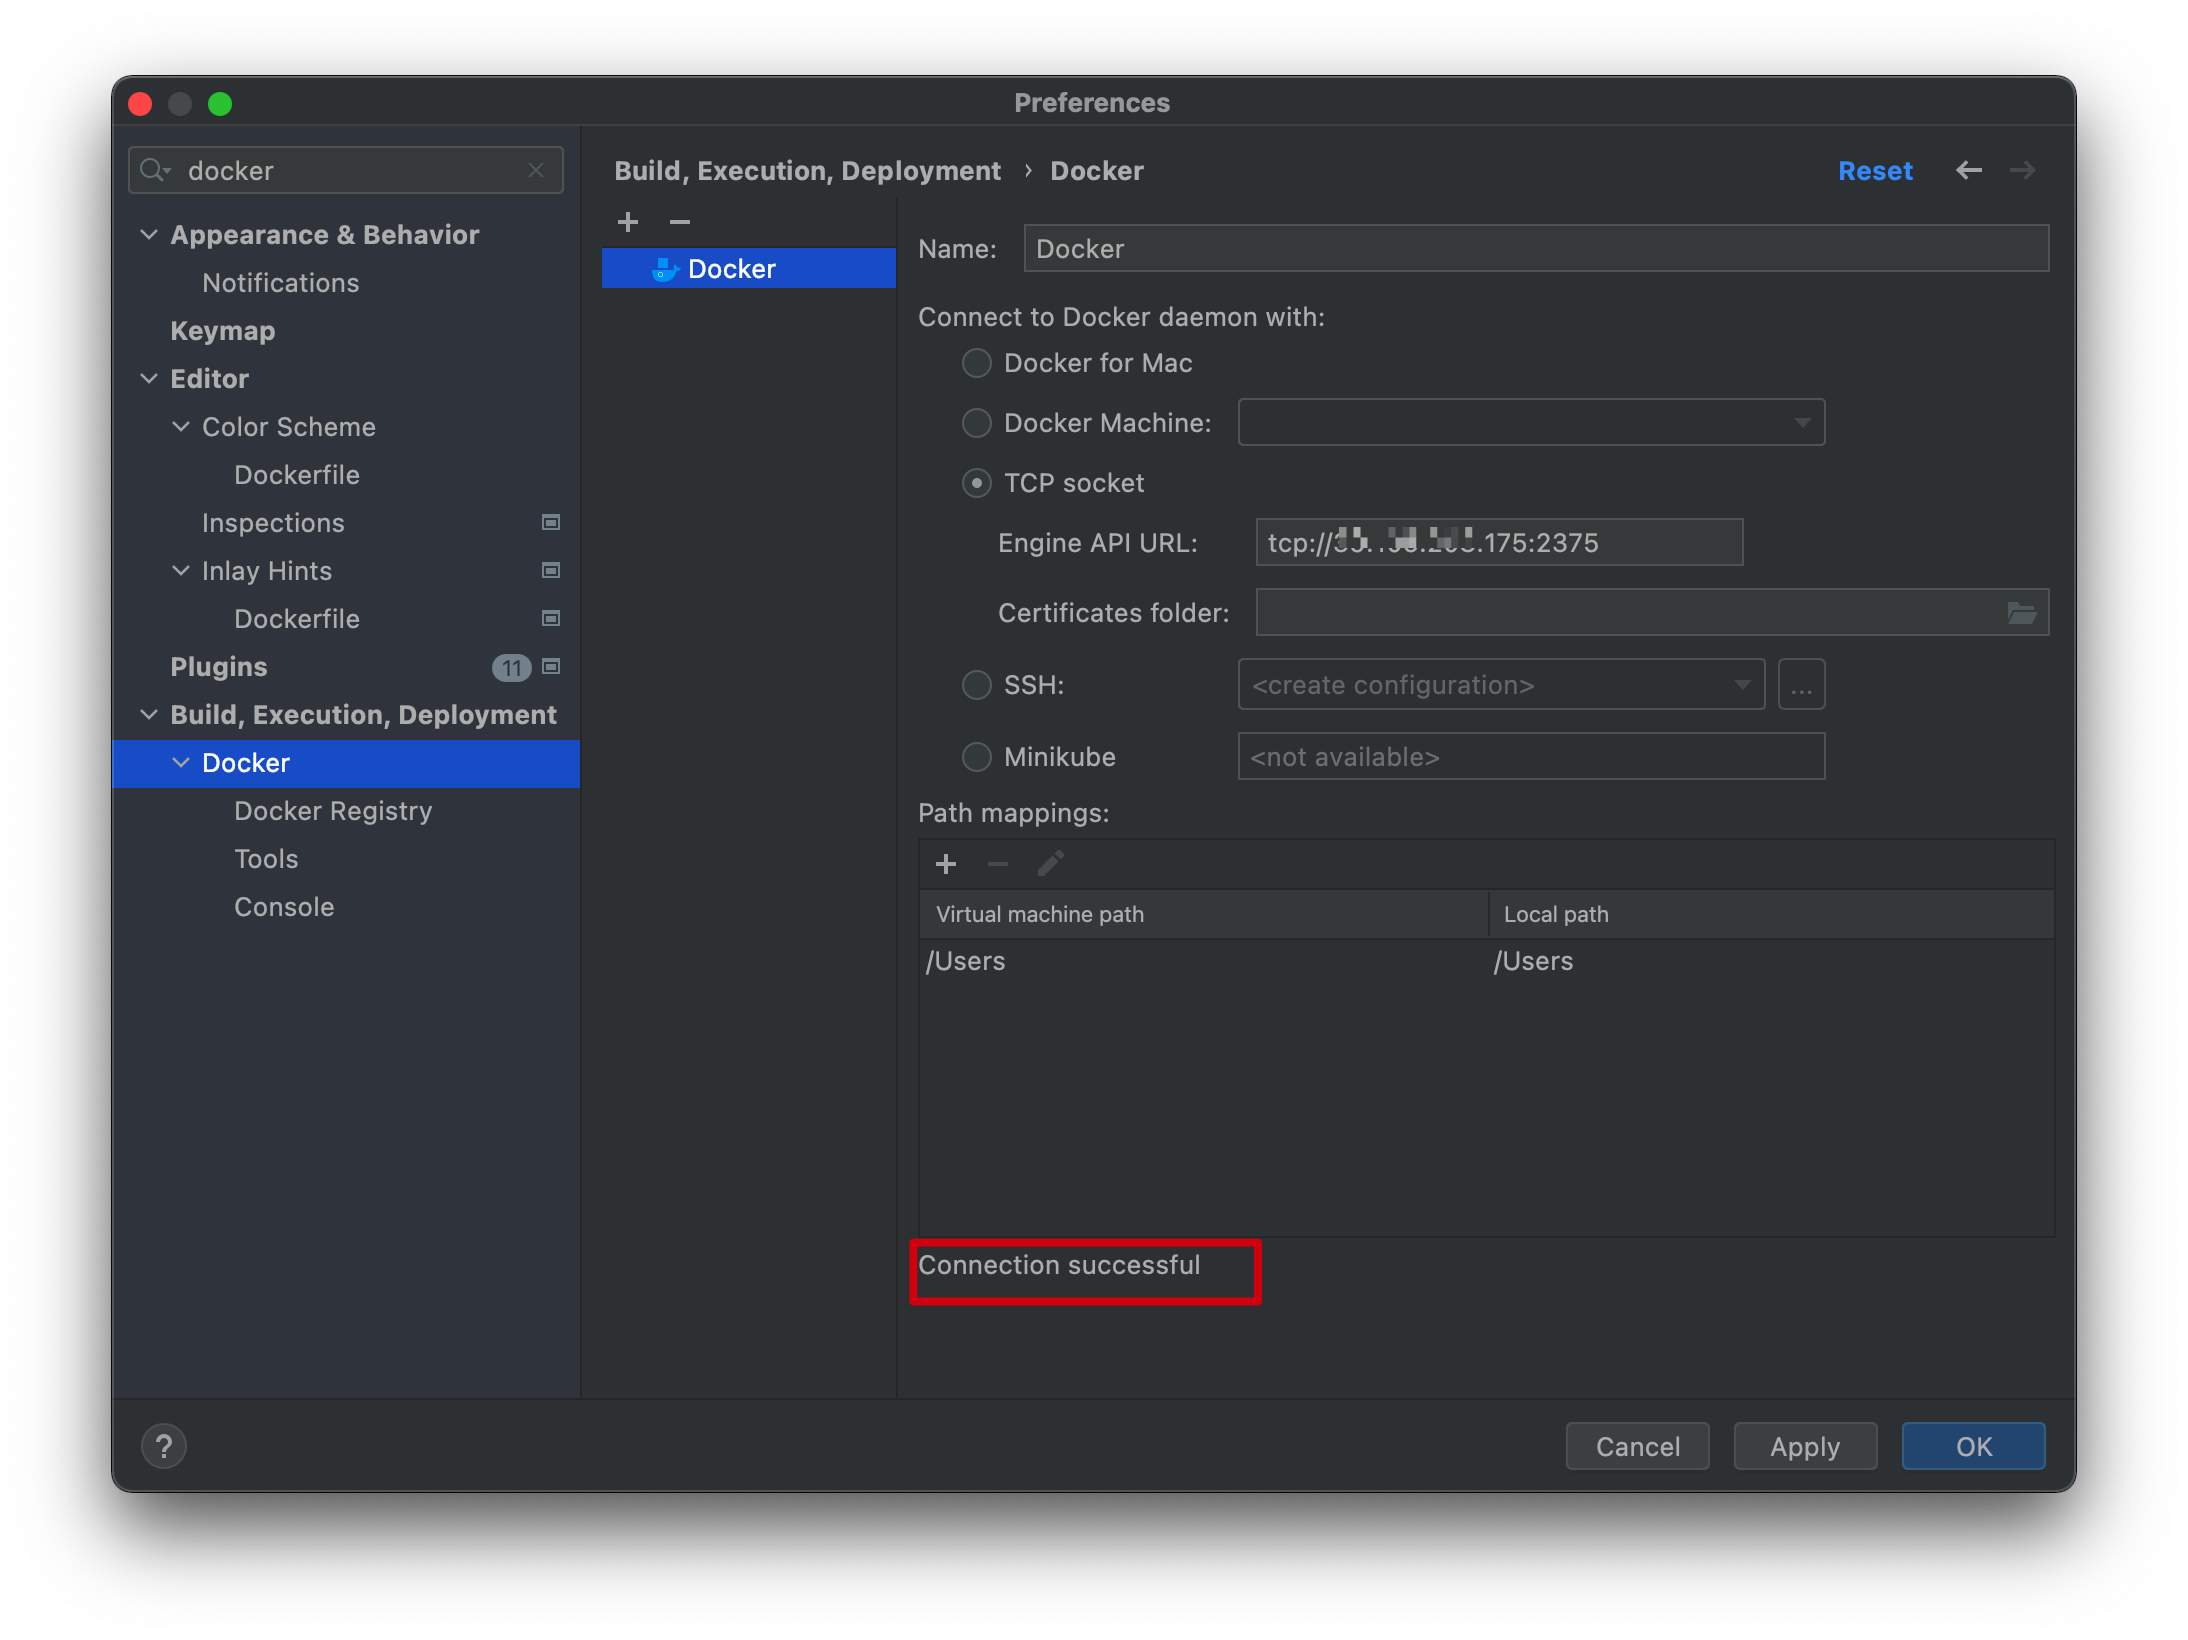 Preferences
docker
Appearance & Behavior
Notifications
Keymap
Editor
Color Scheme
Dockerfile
Inspections
Inlay Hints
Dockerfile
Plugins 11
Build, Execution, Deployment
Docker
Docker Registry
Tools
Console
Build, Execution, Deployment › Docker
Reset
Docker
Name: Docker
Connect to Docker daemon with:
Docker for Mac
Docker Machine:
TCP socket
Engine API URL: tcp:// .175:2375
Certificates folder:
SSH: <create configuration> ...
Minikube <not available>
Path mappings:
Virtual machine path Local path
/Users /Users
Connection successful
? Cancel Apply OK